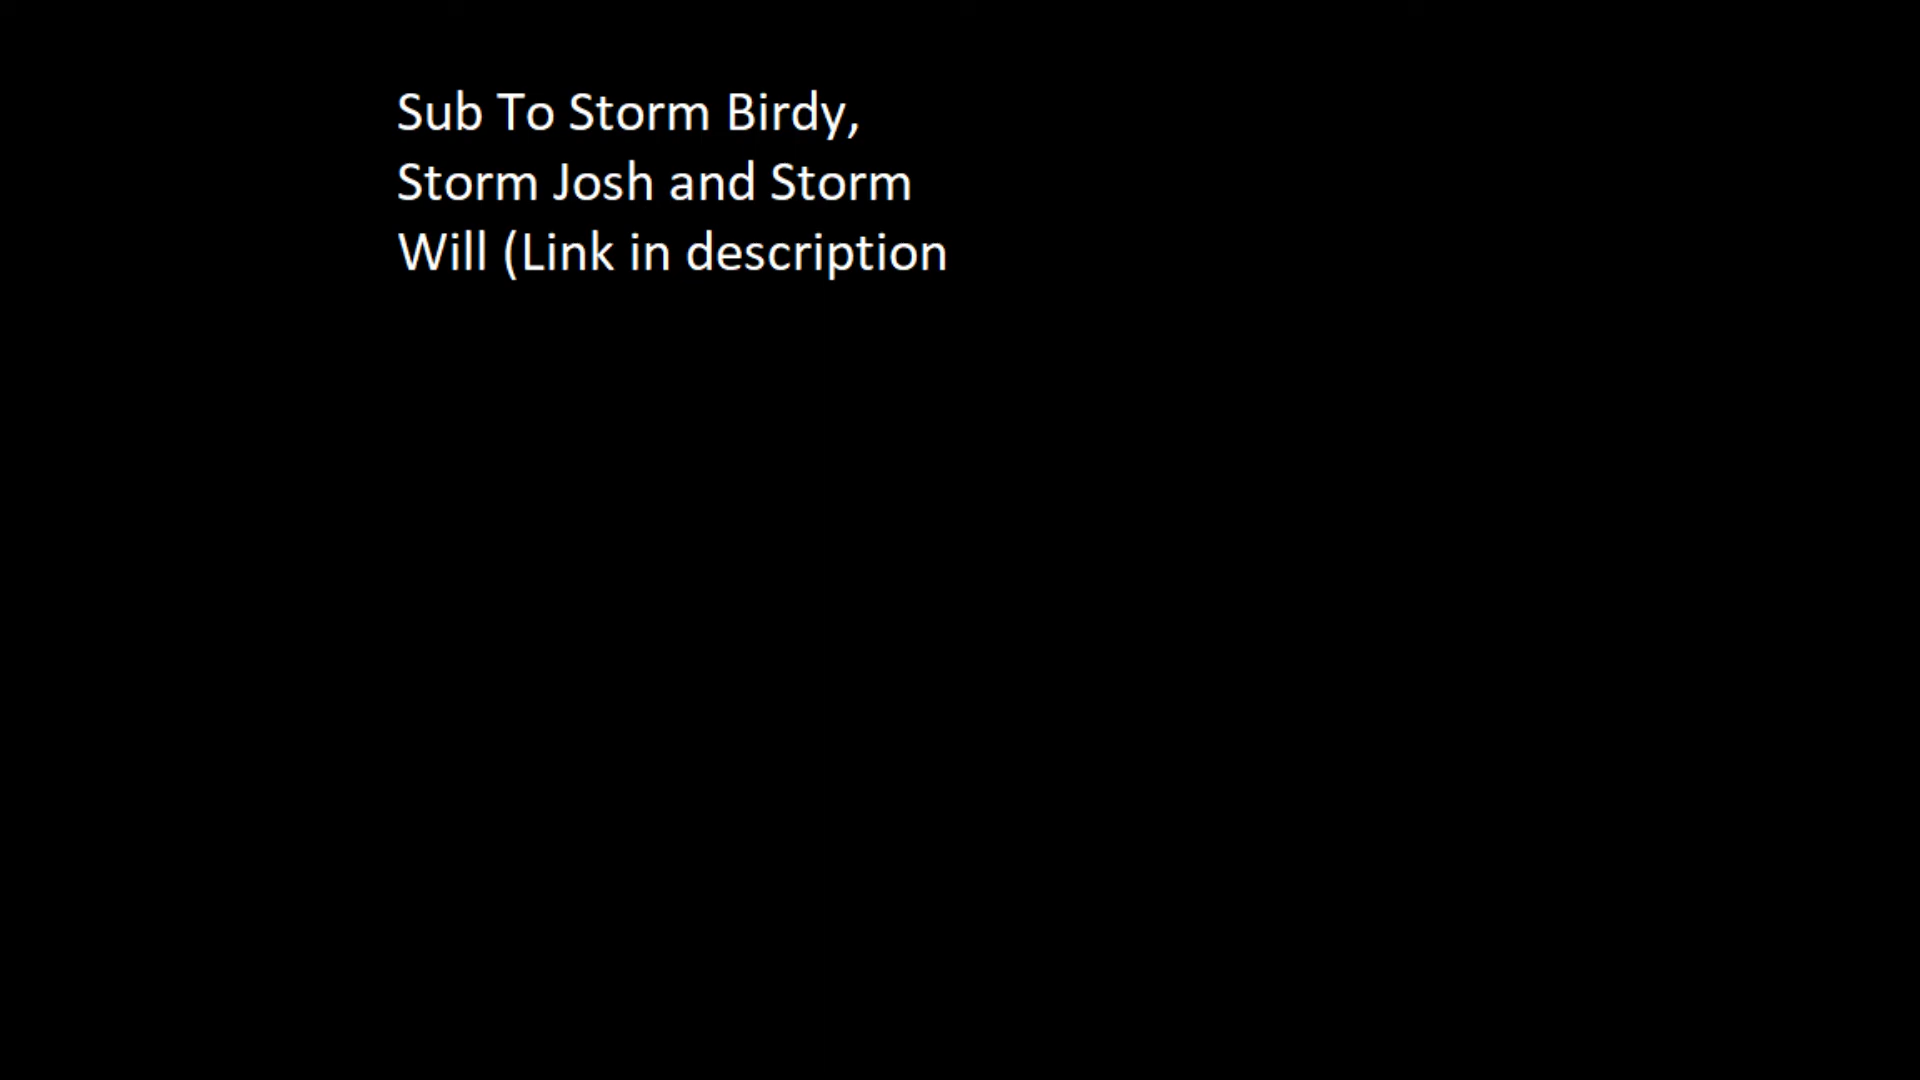 Sub To Storm Birdy,
Storm Josh and Storm
Will (Link in description